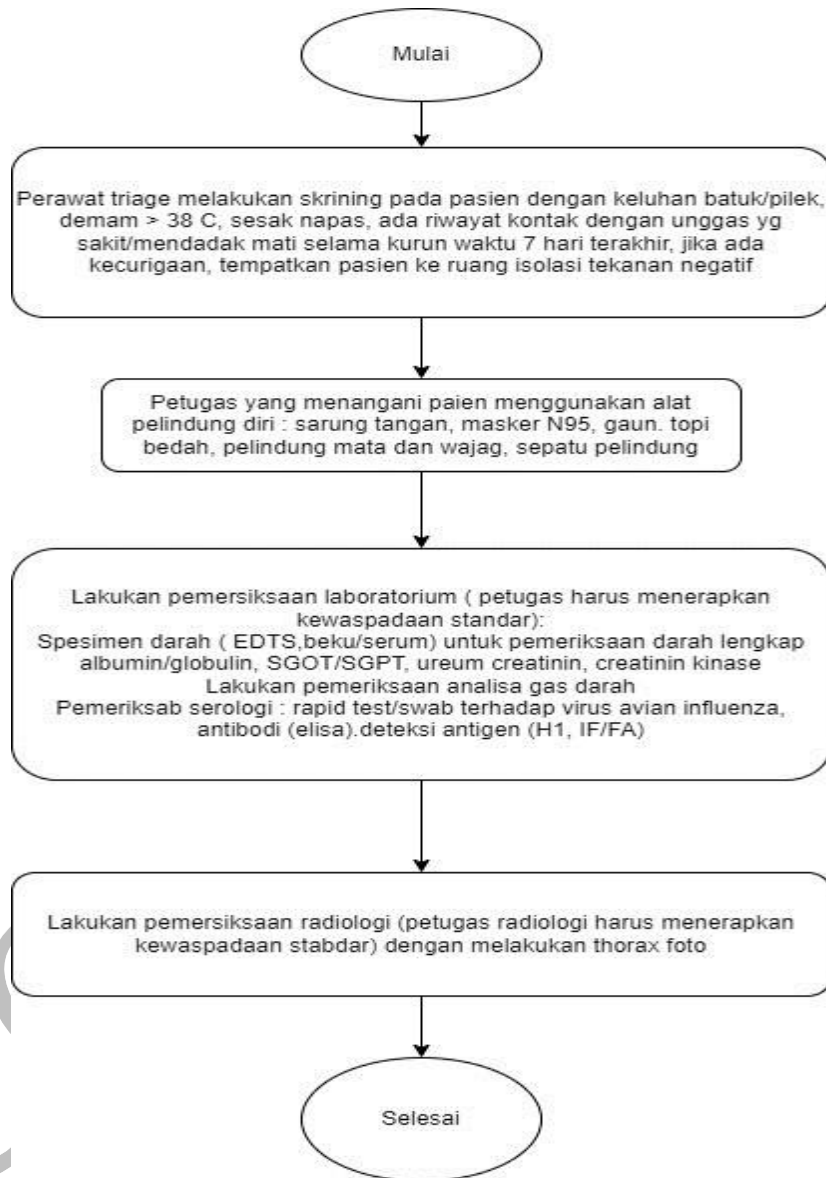 Mulai
Perawat triage melakukan skrining pada pasien dengan keluhan batuk/pilek,
demam > 38 C, sesak napas, ada riwayat kontak dengan unggas yg
sakit/mendadak mati selama kurun waktu 7 hari terakhir, jika ada
kecurigaan, tempatkan pasien ke ruang isolasi tekanan negatif
Petugas yang menangani paien menggunakan alat
pelindung diri : sarung tangan, masker N95, gaun. topi
bedah, pelindung mata dan wajag, sepatu pelindung
Lakukan pemersiksaan laboratorium ( petugas harus menerapkan
kewaspadaan standar):
Spesimen darah ( EDTS,beku/serum) untuk pemeriksaan darah lengkap
albumin/globulin, SGOT/SGPT, ureum creatinin, creatinin kinase
Lakukan pemeriksaan analisa gas darah
Pemeriksab serologi : rapid test/swab terhadap virus avian influenza,
antibodi (elisa).deteksi antigen (H1, IF/FA)
Lakukan pemersiksaan radiologi (petugas radiologi harus menerapkan
kewaspadaan stabdar) dengan melakukan thorax foto
Selesai